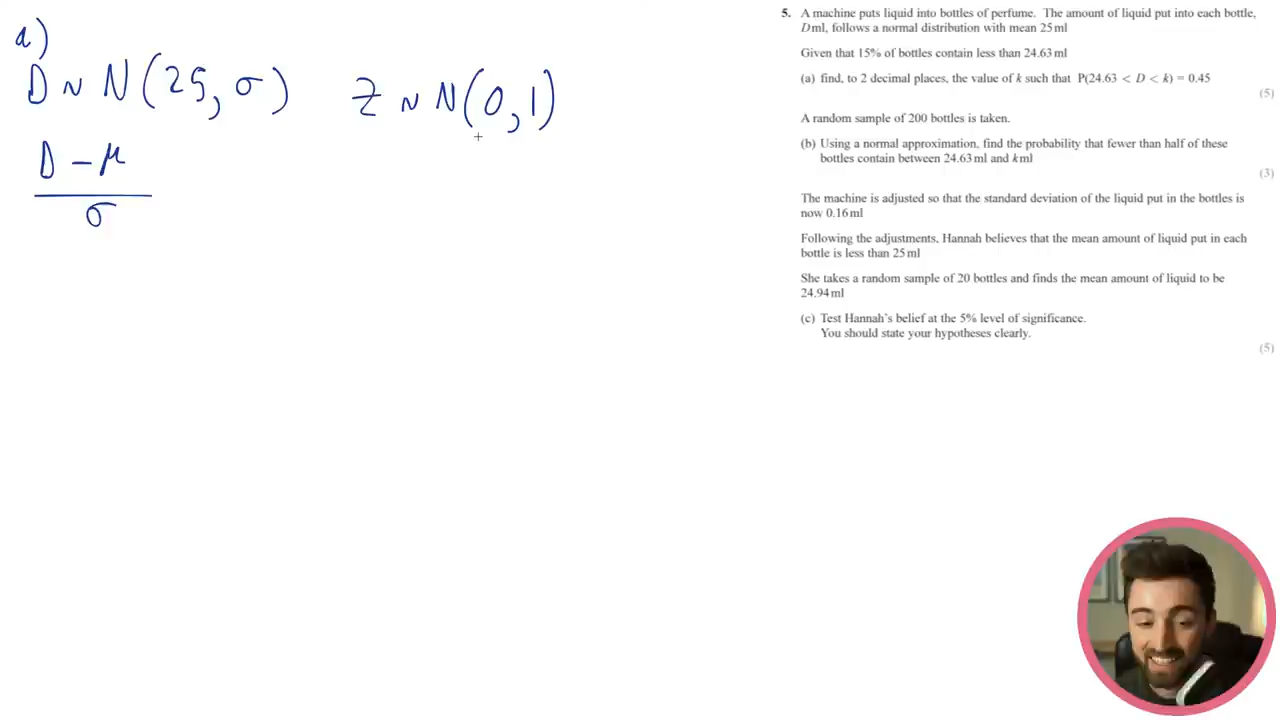 a)
D ~ N(25, σ) Z ~ N(0, 1)
D - μ
σ
5. A machine puts liquid into bottles of perfume. The amount of liquid put into each bottle,
D ml, follows a normal distribution with mean 25 ml
Given that 15% of bottles contain less than 24.63 ml
(a) find, to 2 decimal places, the value of k such that P(24.63 < D < k) = 0.45
(5)
A random sample of 200 bottles is taken.
(b) Using a normal approximation, find the probability that fewer than half of these
bottles contain between 24.63 ml and k ml
(3)
The machine is adjusted so that the standard deviation of the liquid put in the bottles is
now 0.16 ml
Following the adjustments, Hannah believes that the mean amount of liquid put in each
bottle is less than 25 ml
She takes a random sample of 20 bottles and finds the mean amount of liquid to be
24.94 ml
(c) Test Hannah's belief at the 5% level of significance.
You should state your hypotheses clearly.
(5)